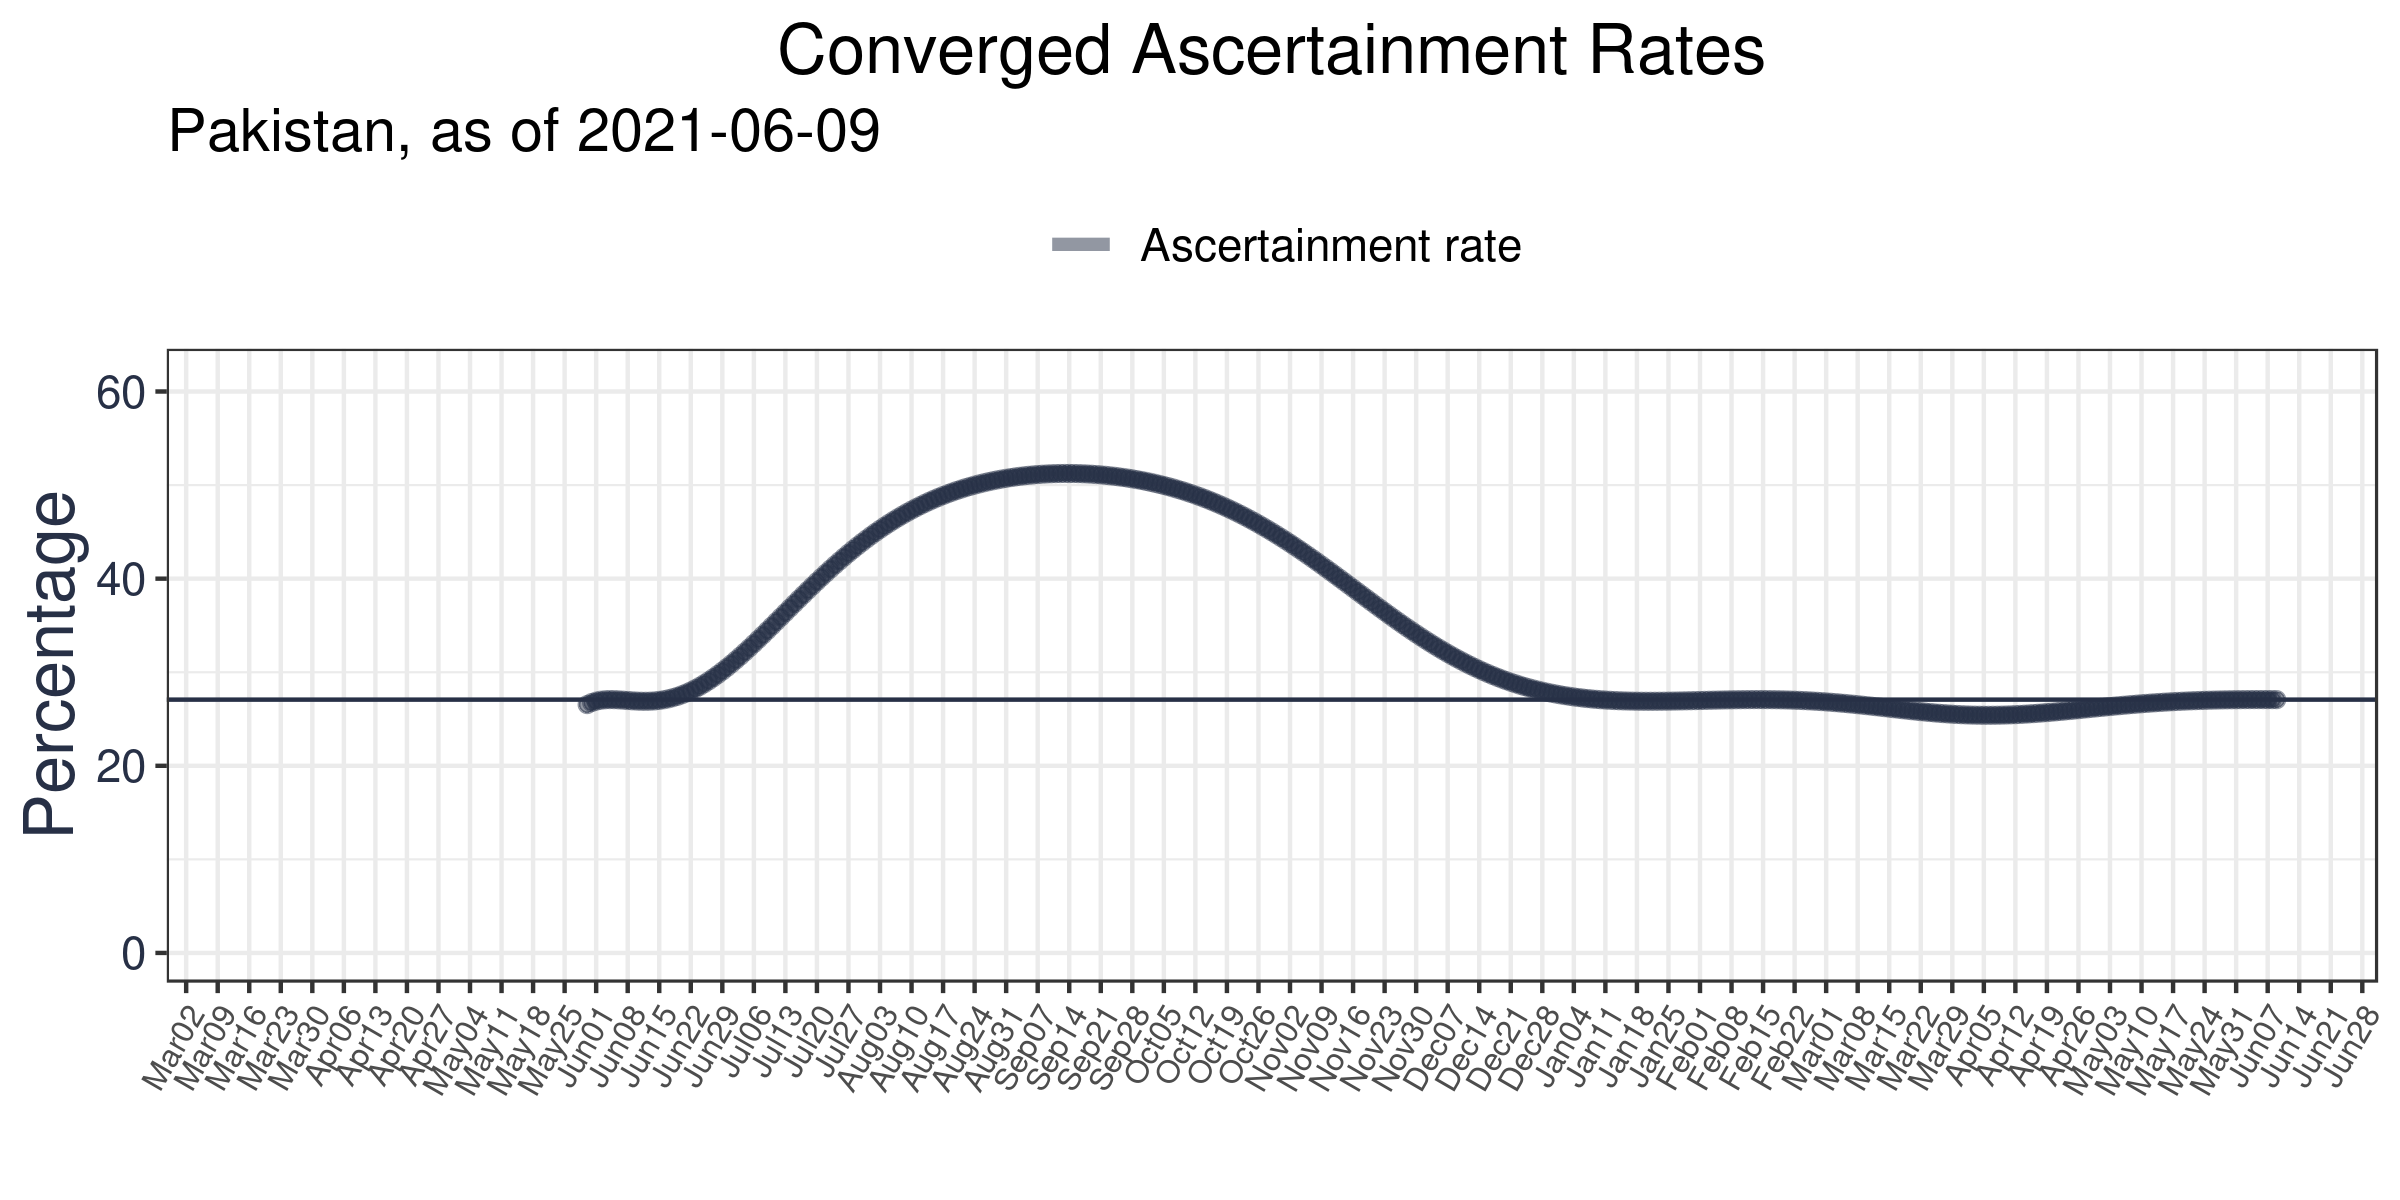 Converged Ascertainment Rates
Pakistan, as of 2021-06-09
Ascertainment rate
Percentage
60
40
20
0
Mar02
Mar09
Mar16
Mar23
Mar30
Apr06
Apr13
Apr20
Apr27
May04
May11
May18
May25
Jun01
Jun08
Jun15
Jun22
Jun29
Jul06
Jul13
Jul20
Jul27
Aug03
Aug10
Aug17
Aug24
Aug31
Sep07
Sep14
Sep21
Sep28
Oct05
Oct12
Oct19
Oct26
Nov02
Nov09
Nov16
Nov23
Nov30
Dec07
Dec14
Dec21
Dec28
Jan04
Jan11
Jan18
Jan25
Feb01
Feb08
Feb15
Feb22
Mar01
Mar08
Mar15
Mar22
Mar29
Apr05
Apr12
Apr19
Apr26
May03
May10
May17
May24
May31
Jun07
Jun14
Jun21
Jun28